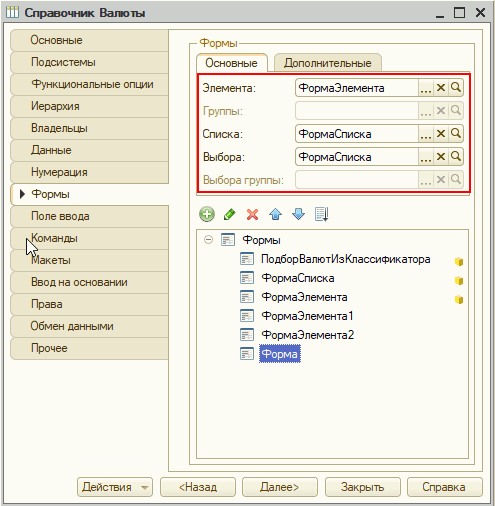 Справочник Валюты
Основные
Подсистемы
Функциональные опции
Иерархия
Владельцы
Данные
Нумерация
Формы
Поле ввода
Команды
Макеты
Ввод на основании
Права
Обмен данными
Прочее
Формы
Основные
Дополнительные
Элемента: ФормаЭлемента ...
Группы: ...
Списка: ФормаСписка ...
Выбора: ФормаСписка ...
Выбора группы: ...
Формы
ПодборВалютИзКлассификатора
ФормаСписка
ФормаЭлемента
ФормаЭлемента1
ФормаЭлемента2
Форма
Действия
<Назад
Далее>
Закрыть
Справка